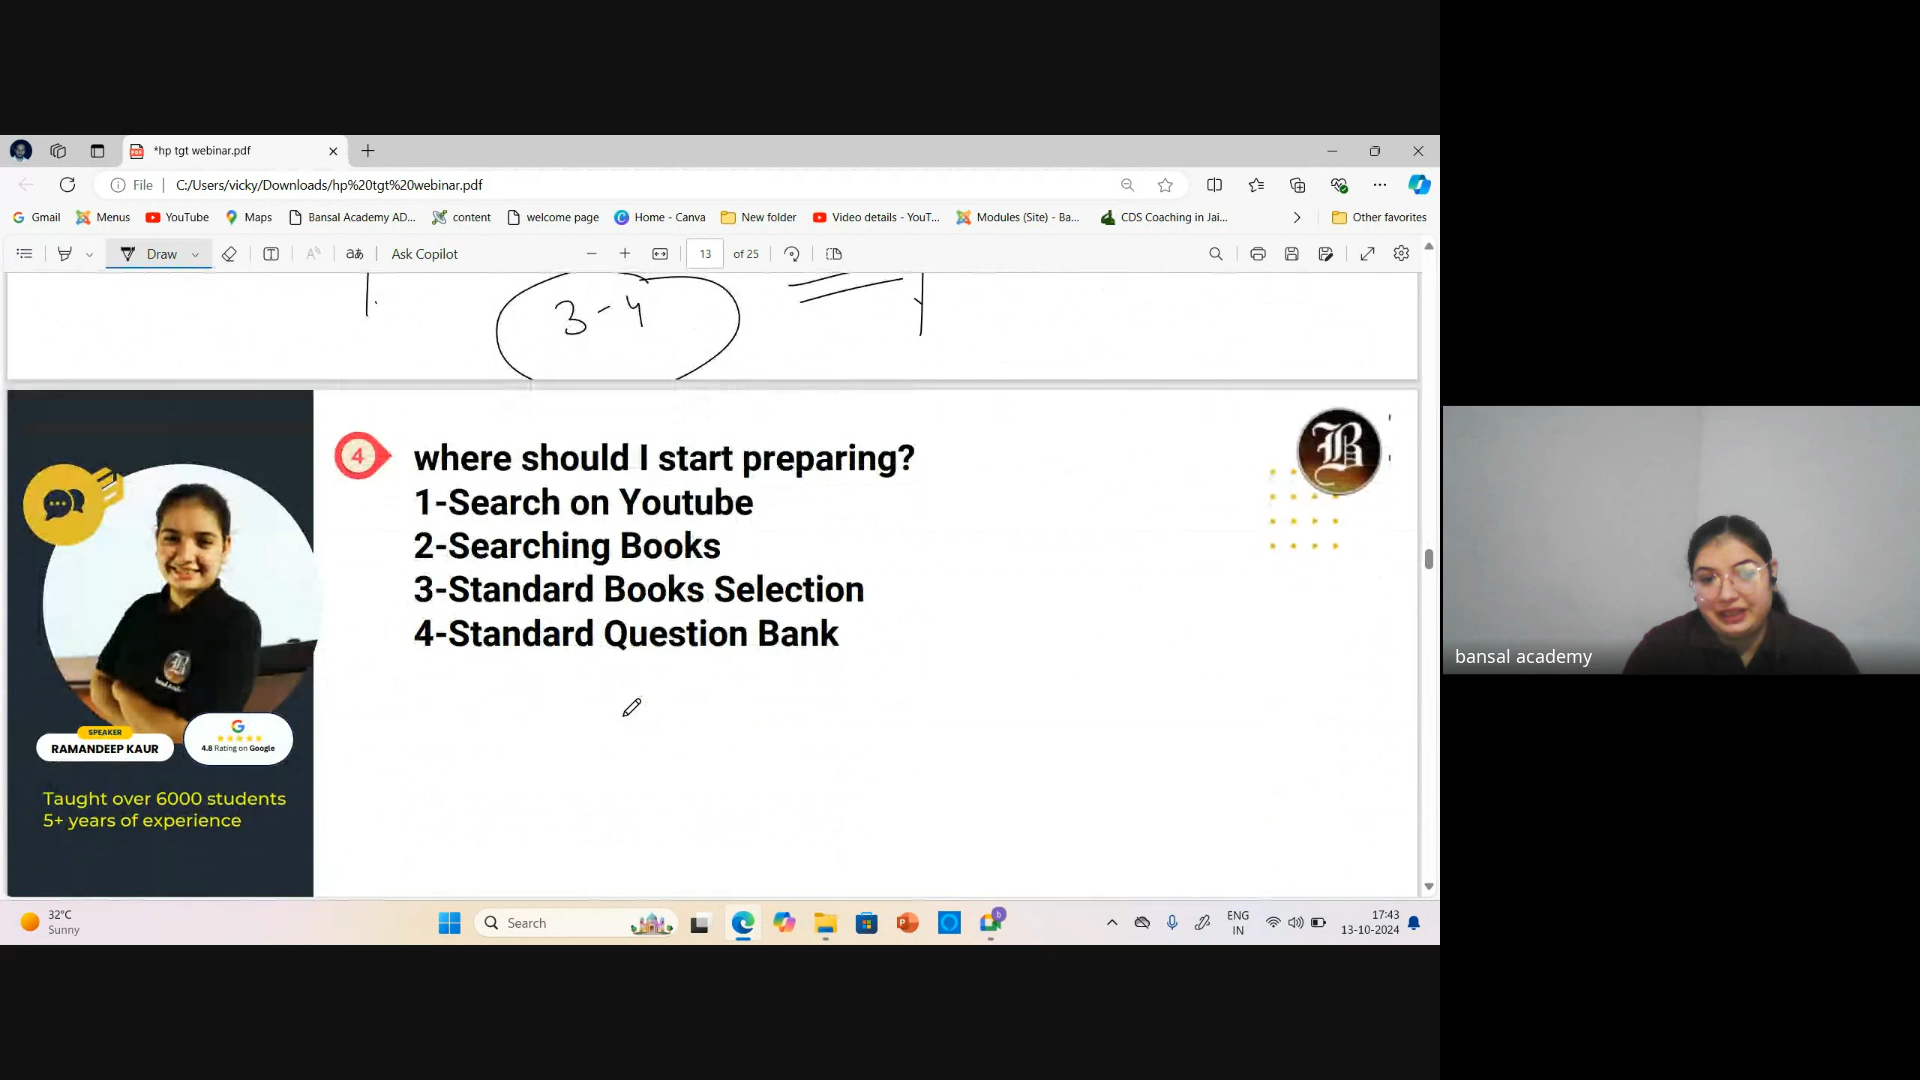 *hp tgt webinar.pdf
File
C:/Users/vicky/Downloads/hp%20tgt%20webinar.pdf
Gmail
Menus
YouTube
Maps
Bansal Academy AD...
content
welcome page
Home - Canva
New folder
Video details - YouT...
Modules (Site) - Ba...
CDS Coaching in Jai...
Other favorites
Draw
Ask Copilot
13
of 25
3-4
4
where should I start preparing?
1-Search on Youtube
2-Searching Books
3-Standard Books Selection
4-Standard Question Bank
B
SPEAKER
RAMANDEEP KAUR
4.8 Rating on Google
Taught over 6000 students
5+ years of experience
bansal academy
32°C
Sunny
Search
ENG
IN
17:43
13-10-2024